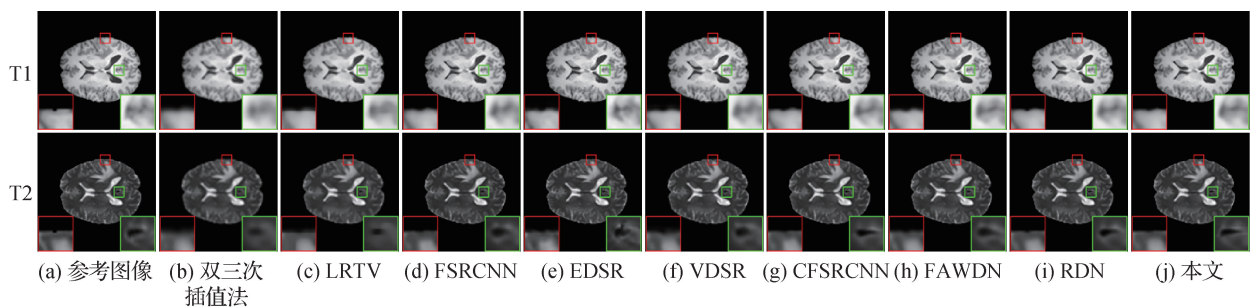 T1
T2
(a) 参考图像
(b) 双三次
插值法
(c) LRTV
(d) FSRCNN
(e) EDSR
(f) VDSR
(g) CFSRCNN
(h) FAWDN
(i) RDN
(j) 本文